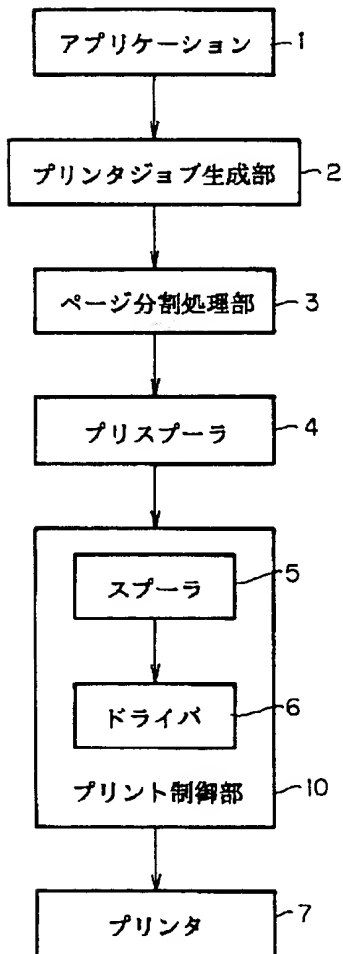 アプリケーション 1
プリンタジョブ生成部 2
ページ分割処理部 3
プリスプーラ 4
スプーラ 5
ドライバ 6
プリント制御部 10
プリンタ 7